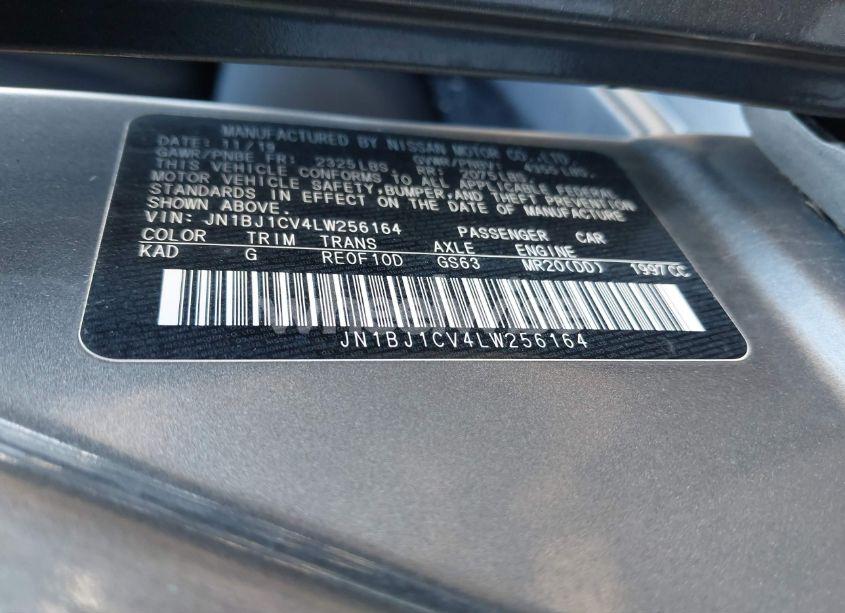 MANUFACTURED BY NISSAN MOTOR CO.,LTD.
DATE: 11/19
GAWR/PNBE FR: 2325LBS. RR: 2075LBS.
THIS VEHICLE CONFORMS TO ALL APPLICABLE FEDERAL
MOTOR VEHICLE SAFETY, BUMPER, AND THEFT PREVENTION
STANDARDS IN EFFECT ON THE DATE OF MANUFACTURE
SHOWN ABOVE.
VIN: JN1BJ1CV4LW256164 PASSENGER CAR
COLOR TRIM TRANS AXLE ENGINE
KAD G RE0F10D GS63 MR20(DD) 1997CC
JN1BJ1CV4LW256164